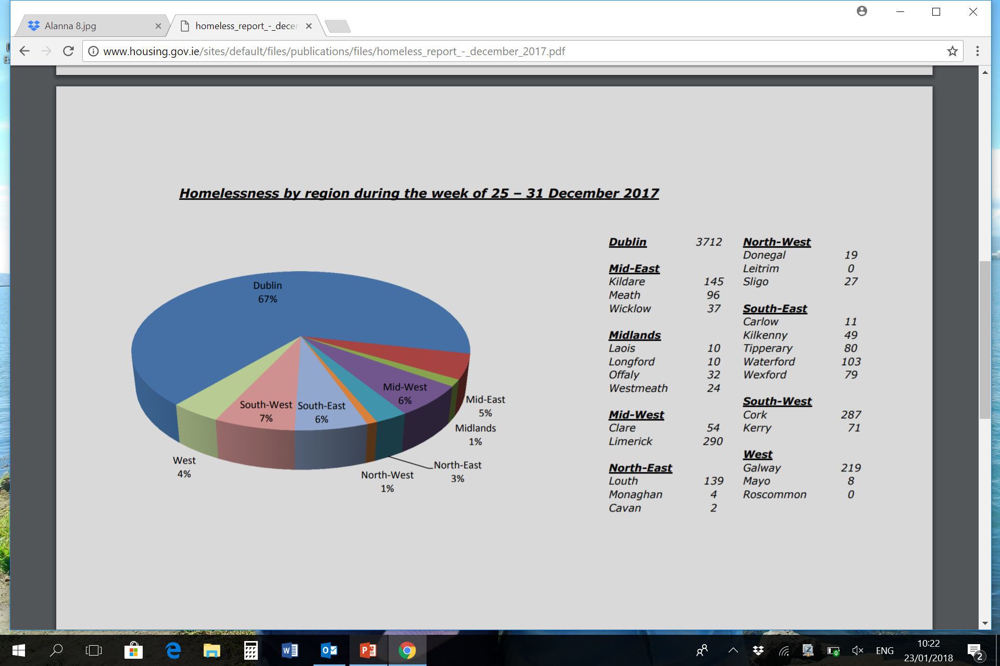 Alanna 8.jpg
homeless_report_-_decer
www.housing.gov.ie/sites/default/files/publications/files/homeless_report_-_december_2017.pdf
Homelessness by region during the week of 25 – 31 December 2017
Dublin
67%
Mid-West
6%
Mid-East
5%
Midlands
1%
South-West
7%
South-East
6%
West
4%
North-West
1%
North-East
3%
Dublin 3712
Mid-East
Kildare 145
Meath 96
Wicklow 37
Midlands
Laois 10
Longford 10
Offaly 32
Westmeath 24
Mid-West
Clare 54
Limerick 290
North-East
Louth 139
Monaghan 4
Cavan 2
North-West
Donegal 19
Leitrim 0
Sligo 27
South-East
Carlow 11
Kilkenny 49
Tipperary 80
Waterford 103
Wexford 79
South-West
Cork 287
Kerry 71
West
Galway 219
Mayo 8
Roscommon 0
ENG
10:22
23/01/2018
2